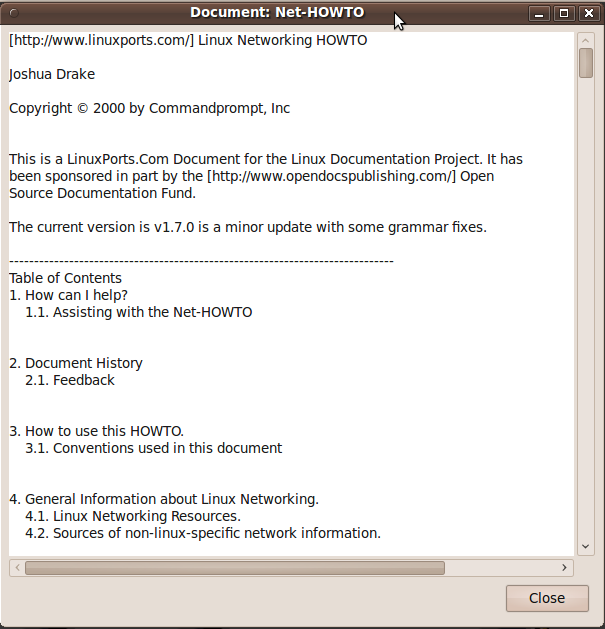 Document: Net-HOWTO
[http://www.linuxports.com/] Linux Networking HOWTO
Joshua Drake
Copyright © 2000 by Commandprompt, Inc
This is a LinuxPorts.Com Document for the Linux Documentation Project. It has
been sponsored in part by the [http://www.opendocspublishing.com/] Open
Source Documentation Fund.
The current version is v1.7.0 is a minor update with some grammar fixes.
-----------------------------------------------------------------------------
Table of Contents
1. How can I help?
1.1. Assisting with the Net-HOWTO
2. Document History
2.1. Feedback
3. How to use this HOWTO.
3.1. Conventions used in this document
4. General Information about Linux Networking.
4.1. Linux Networking Resources.
4.2. Sources of non-linux-specific network information.
Close